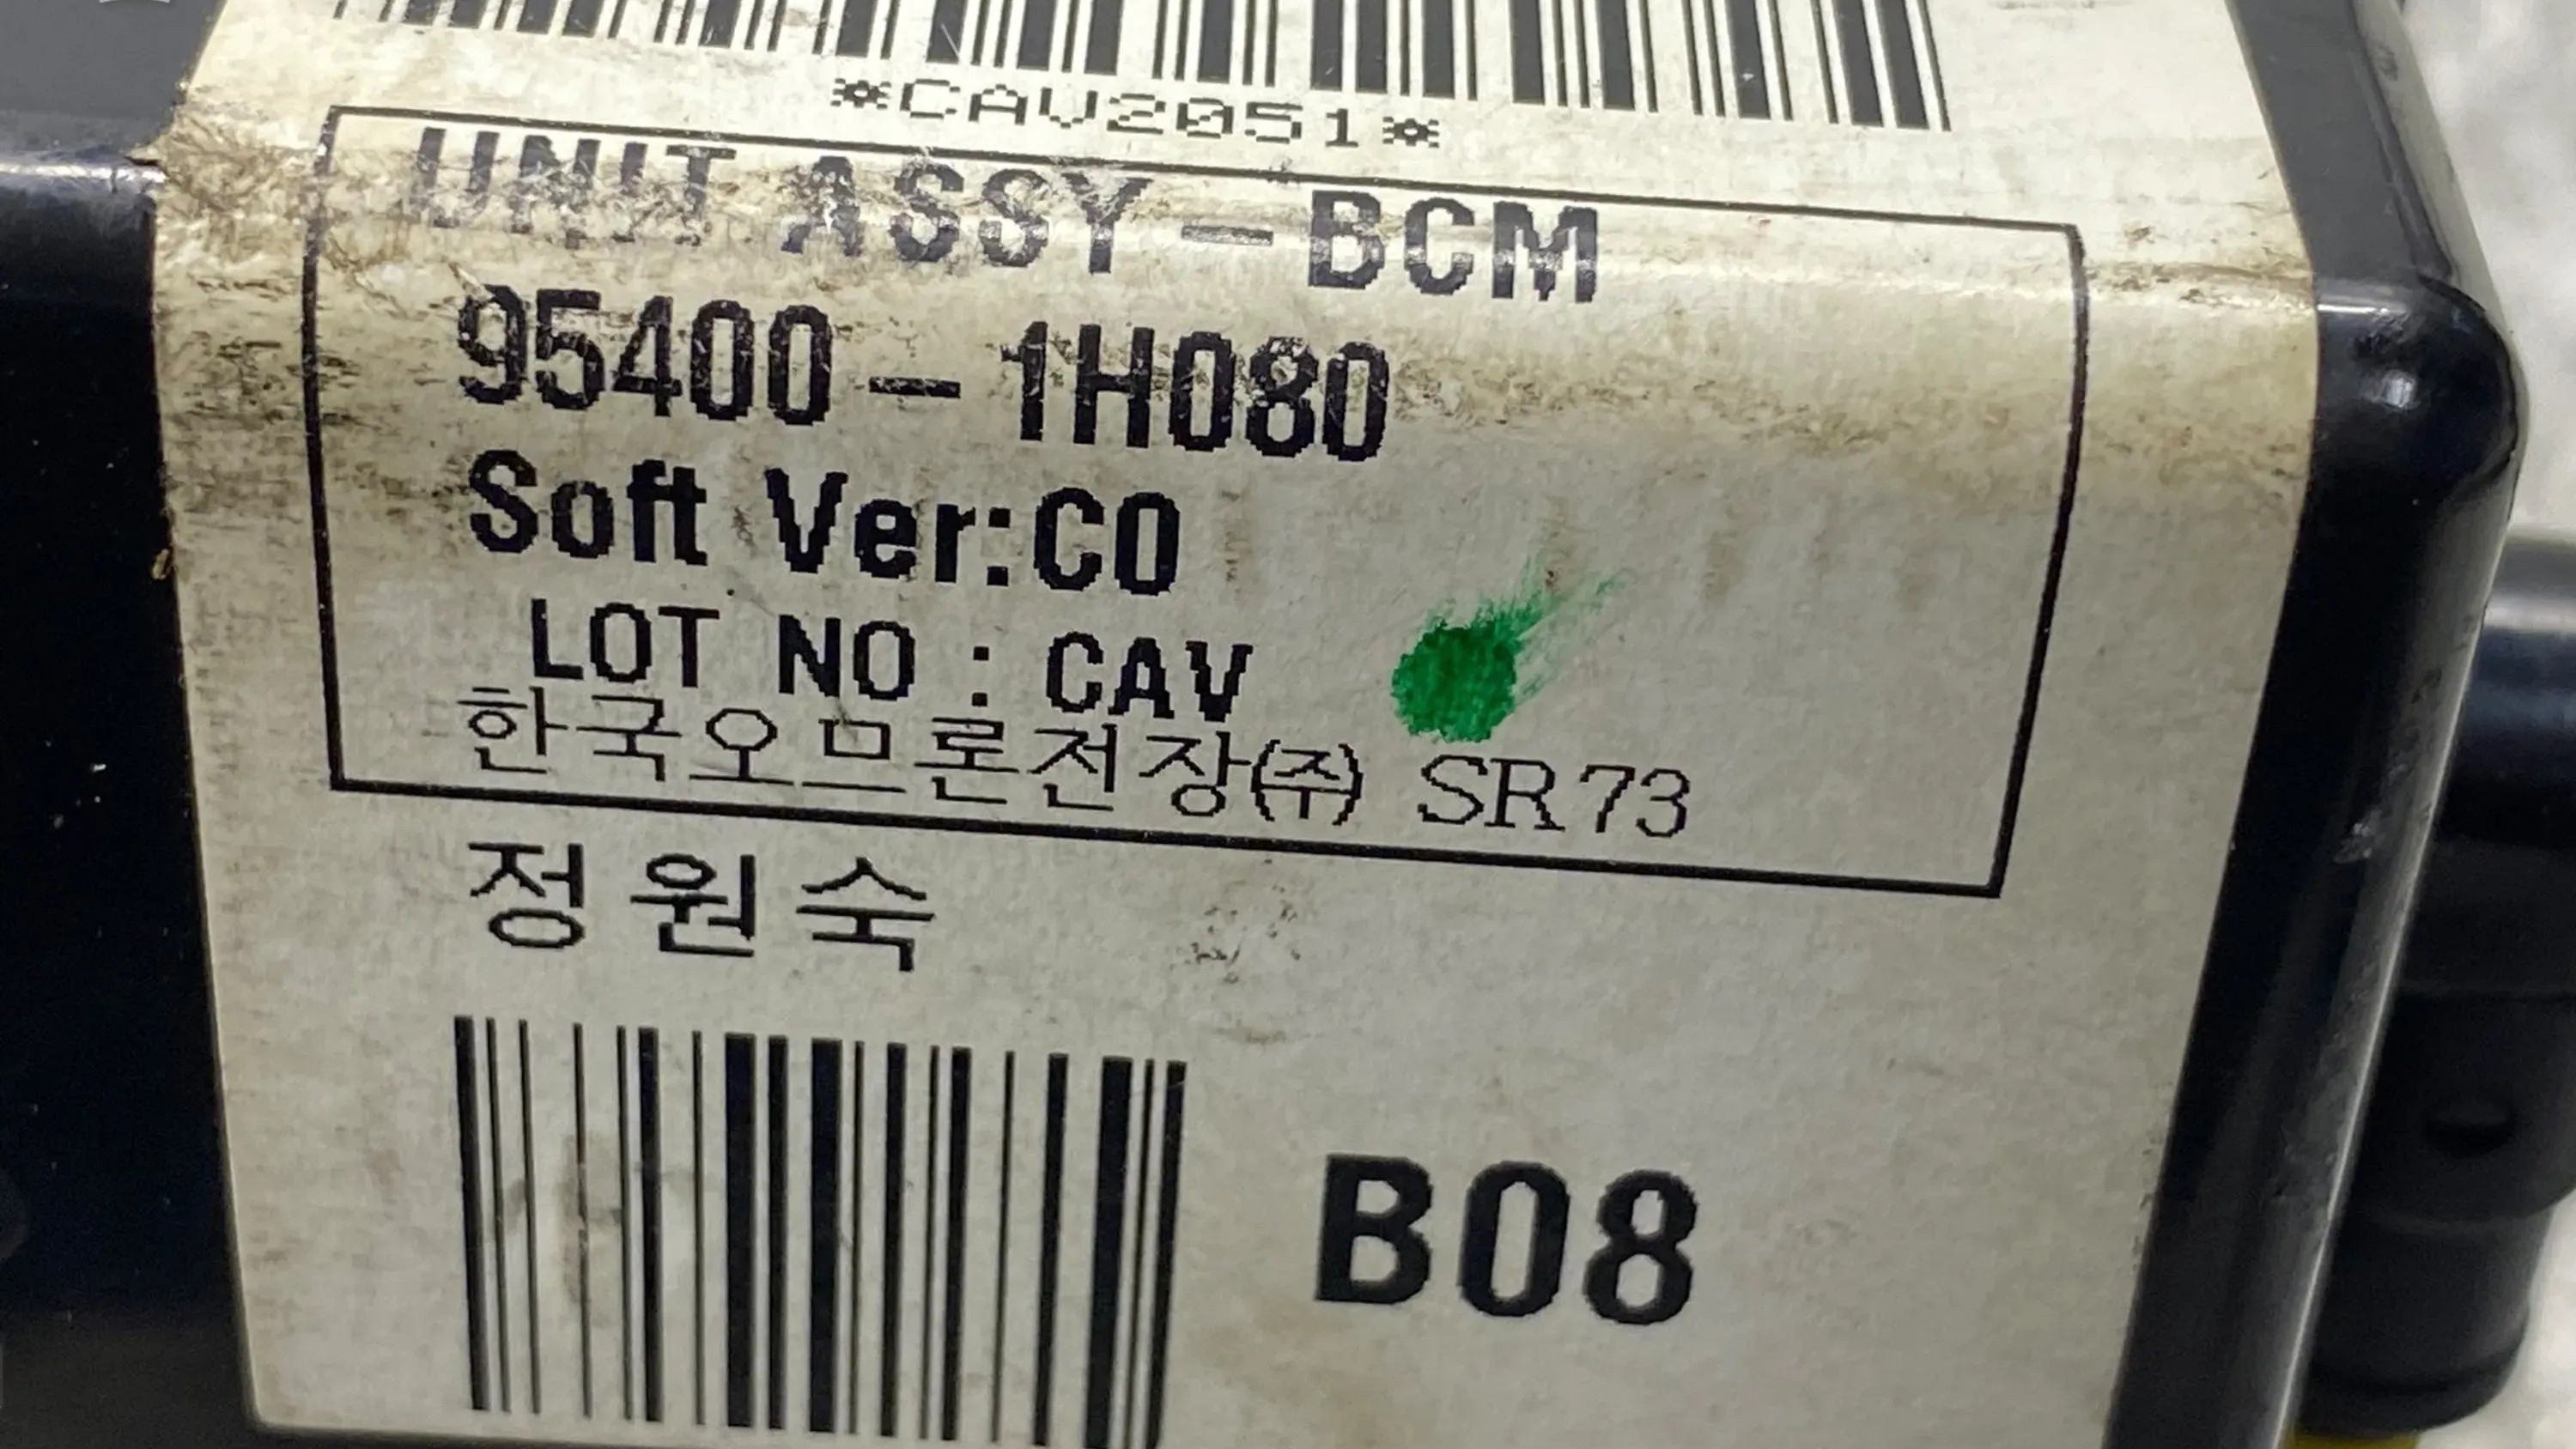 *CAV2051*
UNIT ASSY-BCM
95400-1H080
Soft Ver:C0
LOT NO : CAV
한국오므론전장(주) SR73
정원숙
B08